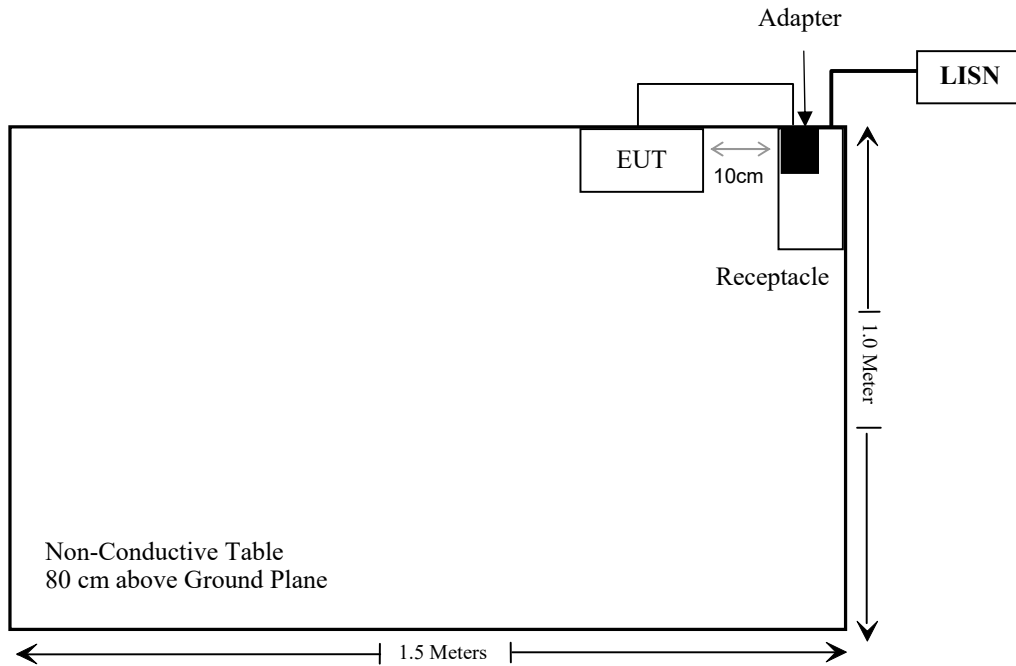 Adapter
LISN
EUT
10cm
Receptacle
1.0 Meter
Non-Conductive Table
80 cm above Ground Plane
1.5 Meters